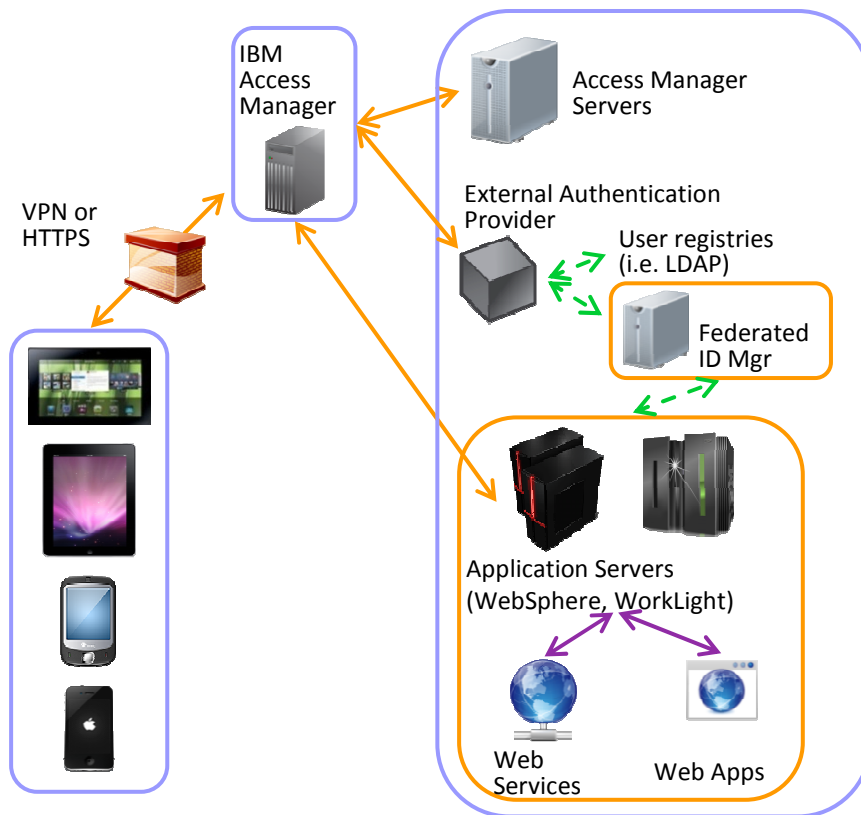 IBM
Access
Manager
Access Manager
Servers
VPN or
HTTPS
External Authentication
Provider
User registries
(i.e. LDAP)
Federated
ID Mgr
Application Servers
(WebSphere, WorkLight)
Web
Services
Web Apps